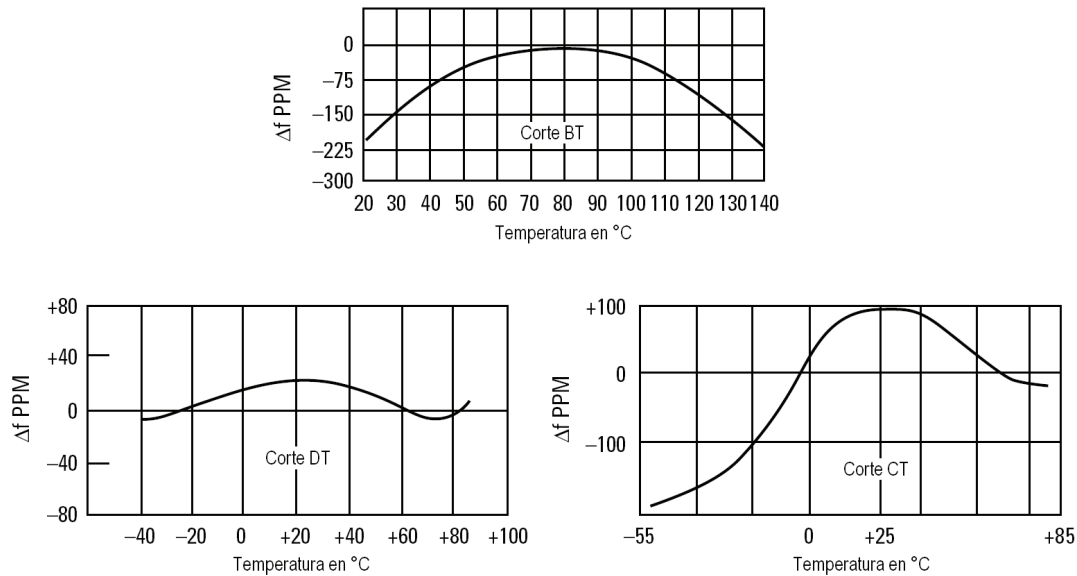 0
−75
−150
−225
−300
Δf PPM
Corte BT
20 30 40 50 60 70 80 90 100 110 120 130 140
Temperatura en °C
+80
+40
0
−40
−80
Δf PPM
Corte DT
−40 −20 0 +20 +40 +60 +80 +100
Temperatura en °C
+100
0
−100
Δf PPM
Corte CT
−55 0 +25 +85
Temperatura en °C